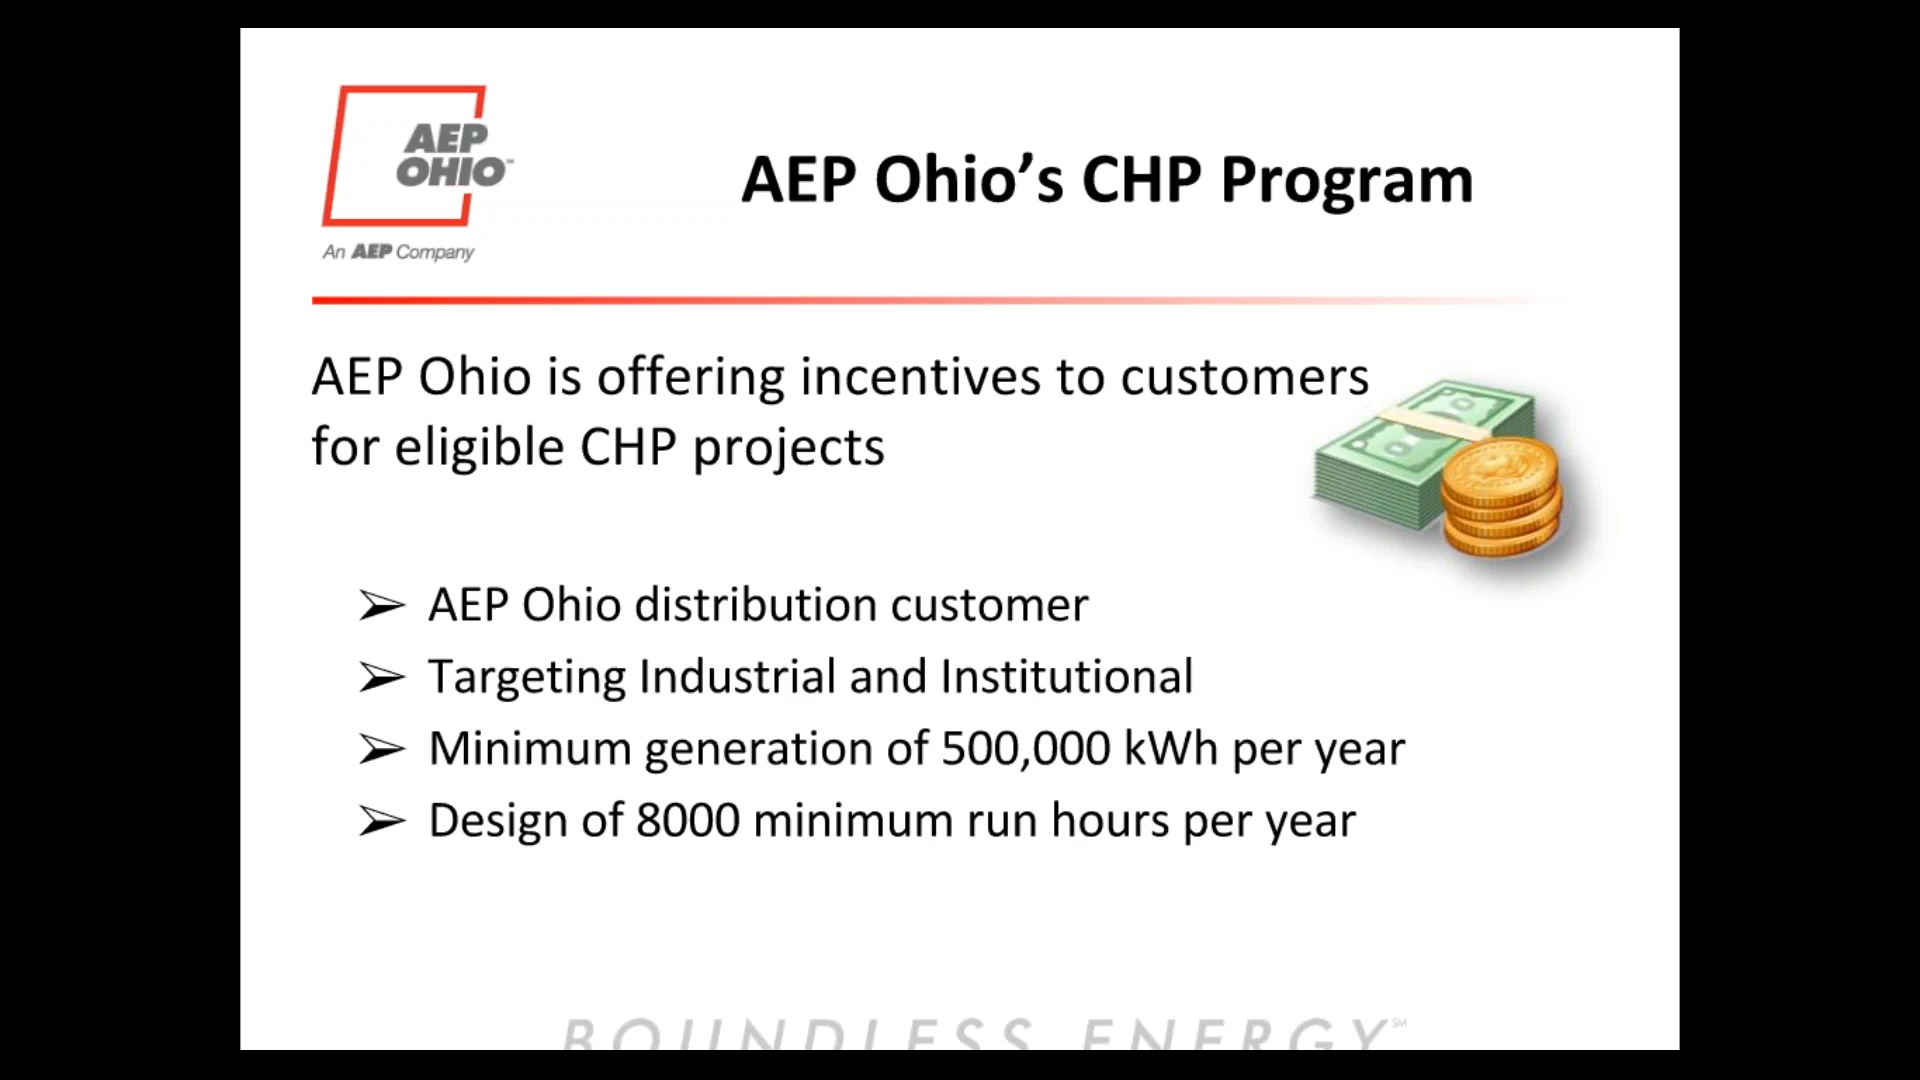 AEP
OHIO™
An AEP Company
AEP Ohio’s CHP Program
AEP Ohio is offering incentives to customers
for eligible CHP projects
➢ AEP Ohio distribution customer
➢ Targeting Industrial and Institutional
➢ Minimum generation of 500,000 kWh per year
➢ Design of 8000 minimum run hours per year
BOUNDLESS ENERGY℠